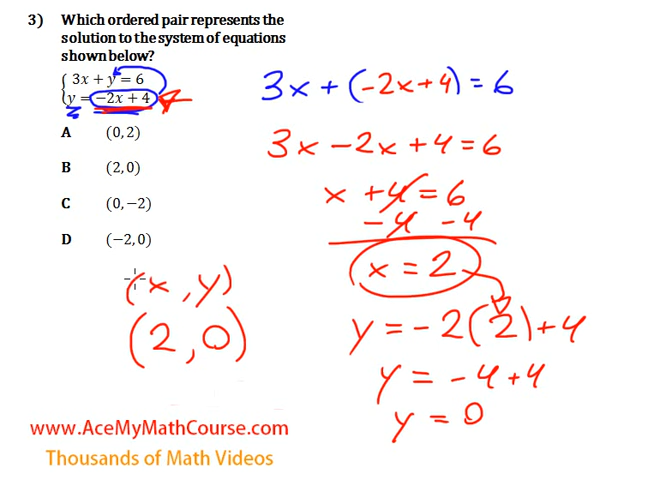 3) Which ordered pair represents the
solution to the system of equations
shown below?
{ 3x + y = 6
{ y = −2x + 4
A (0,2)
B (2,0)
C (0,−2)
D (−2,0)
3x + (-2x+4) = 6
3x -2x +4 = 6
x +4 = 6
-4 -4
x = 2
y = -2(2)+4
y = -4+4
y = 0
(x,y)
(2,0)
www.AceMyMathCourse.com
Thousands of Math Videos